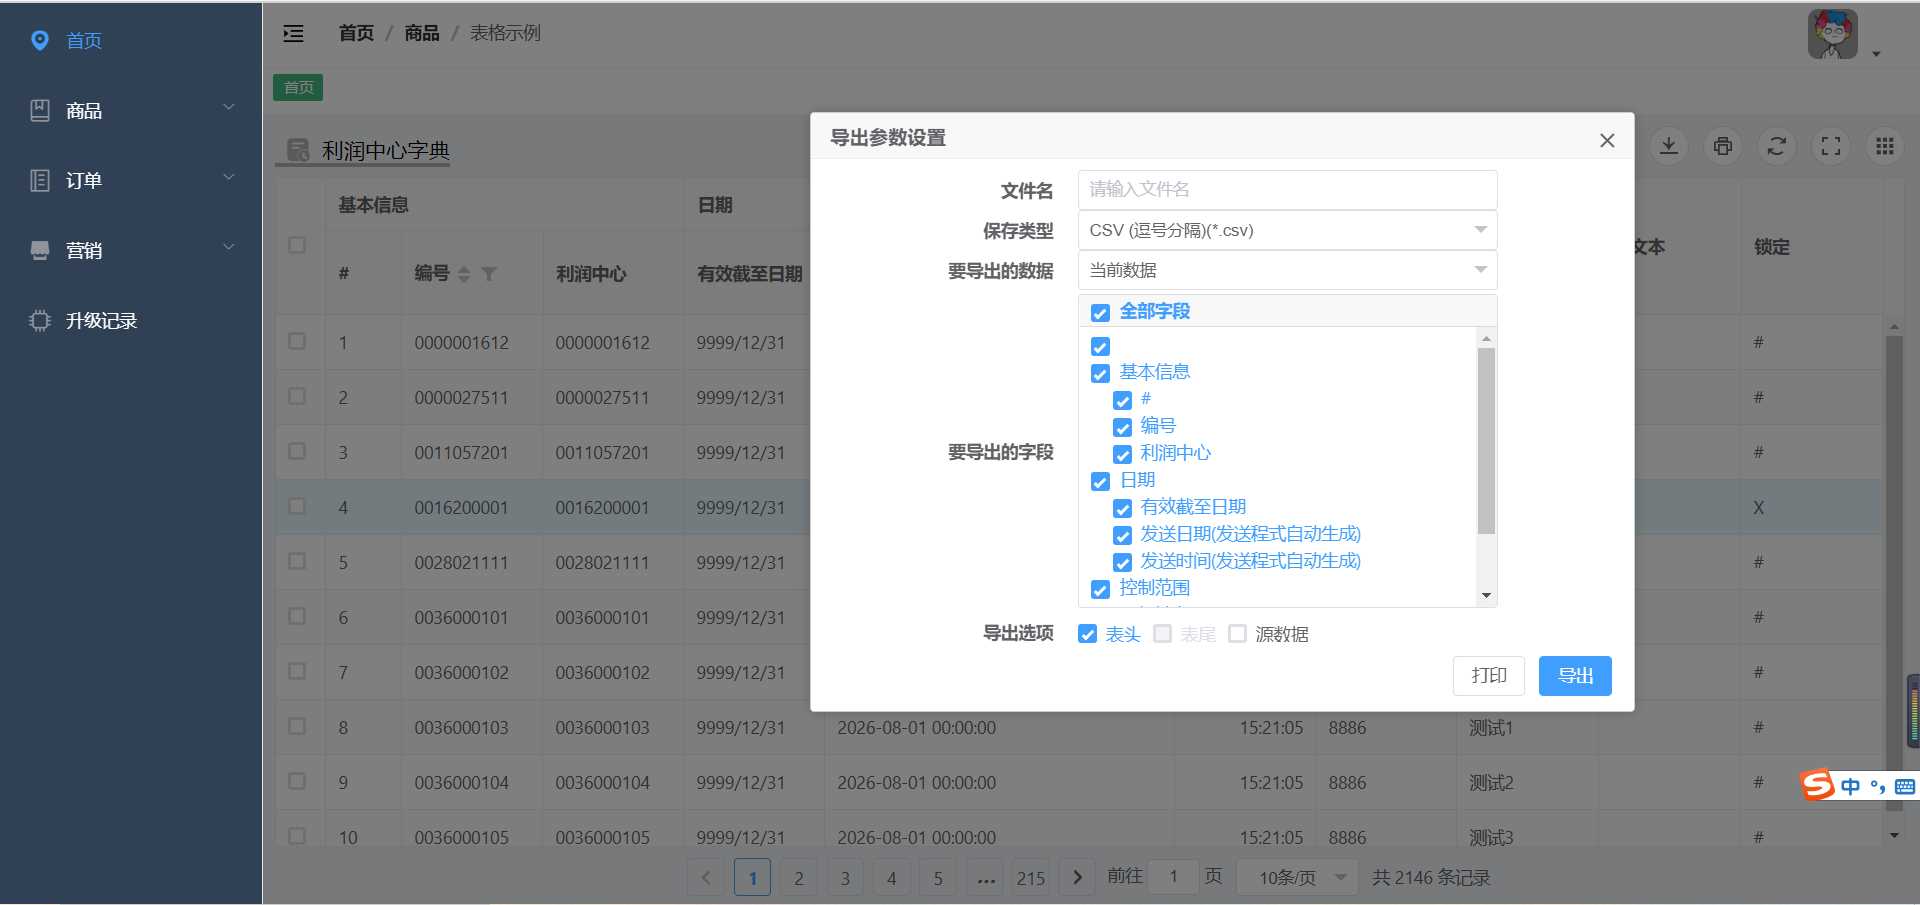 首页
商品
订单
营销
升级记录
首页 / 商品 / 表格示例
首页
利润中心字典
基本信息 日期
# 编号 利润中心 有效截至日期 文本 锁定
1 0000001612 0000001612 9999/12/31 #
2 0000027511 0000027511 9999/12/31 #
3 0011057201 0011057201 9999/12/31 #
4 0016200001 0016200001 9999/12/31 X
5 0028021111 0028021111 9999/12/31 #
6 0036000101 0036000101 9999/12/31 #
7 0036000102 0036000102 9999/12/31 #
8 0036000103 0036000103 9999/12/31 2026-08-01 00:00:00 15:21:05 8886 测试1 #
9 0036000104 0036000104 9999/12/31 2026-08-01 00:00:00 15:21:05 8886 测试2 #
10 0036000105 0036000105 9999/12/31 2026-08-01 00:00:00 15:21:05 8886 测试3 #
1 2 3 4 5 ... 215 前往 1 页 10条/页 共 2146 条记录
导出参数设置
文件名 请输入文件名
保存类型 CSV (逗号分隔)(*.csv)
要导出的数据 当前数据
要导出的字段
全部字段
基本信息
#
编号
利润中心
日期
有效截至日期
发送日期(发送程式自动生成)
发送时间(发送程式自动生成)
控制范围
导出选项 表头 表尾 源数据
打印 导出
S 中 °,